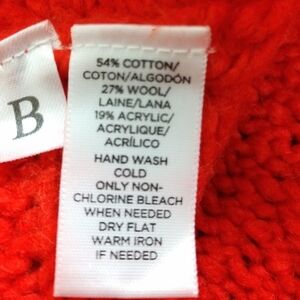 54% COTTON/
COTON/ALGODÓN
27% WOOL/
LAINE/LANA
19% ACRYLIC/
ACRYLIQUE/
ACRÍLICO
HAND WASH
COLD
ONLY NON-
CHLORINE BLEACH
WHEN NEEDED
DRY FLAT
WARM IRON
IF NEEDED
B